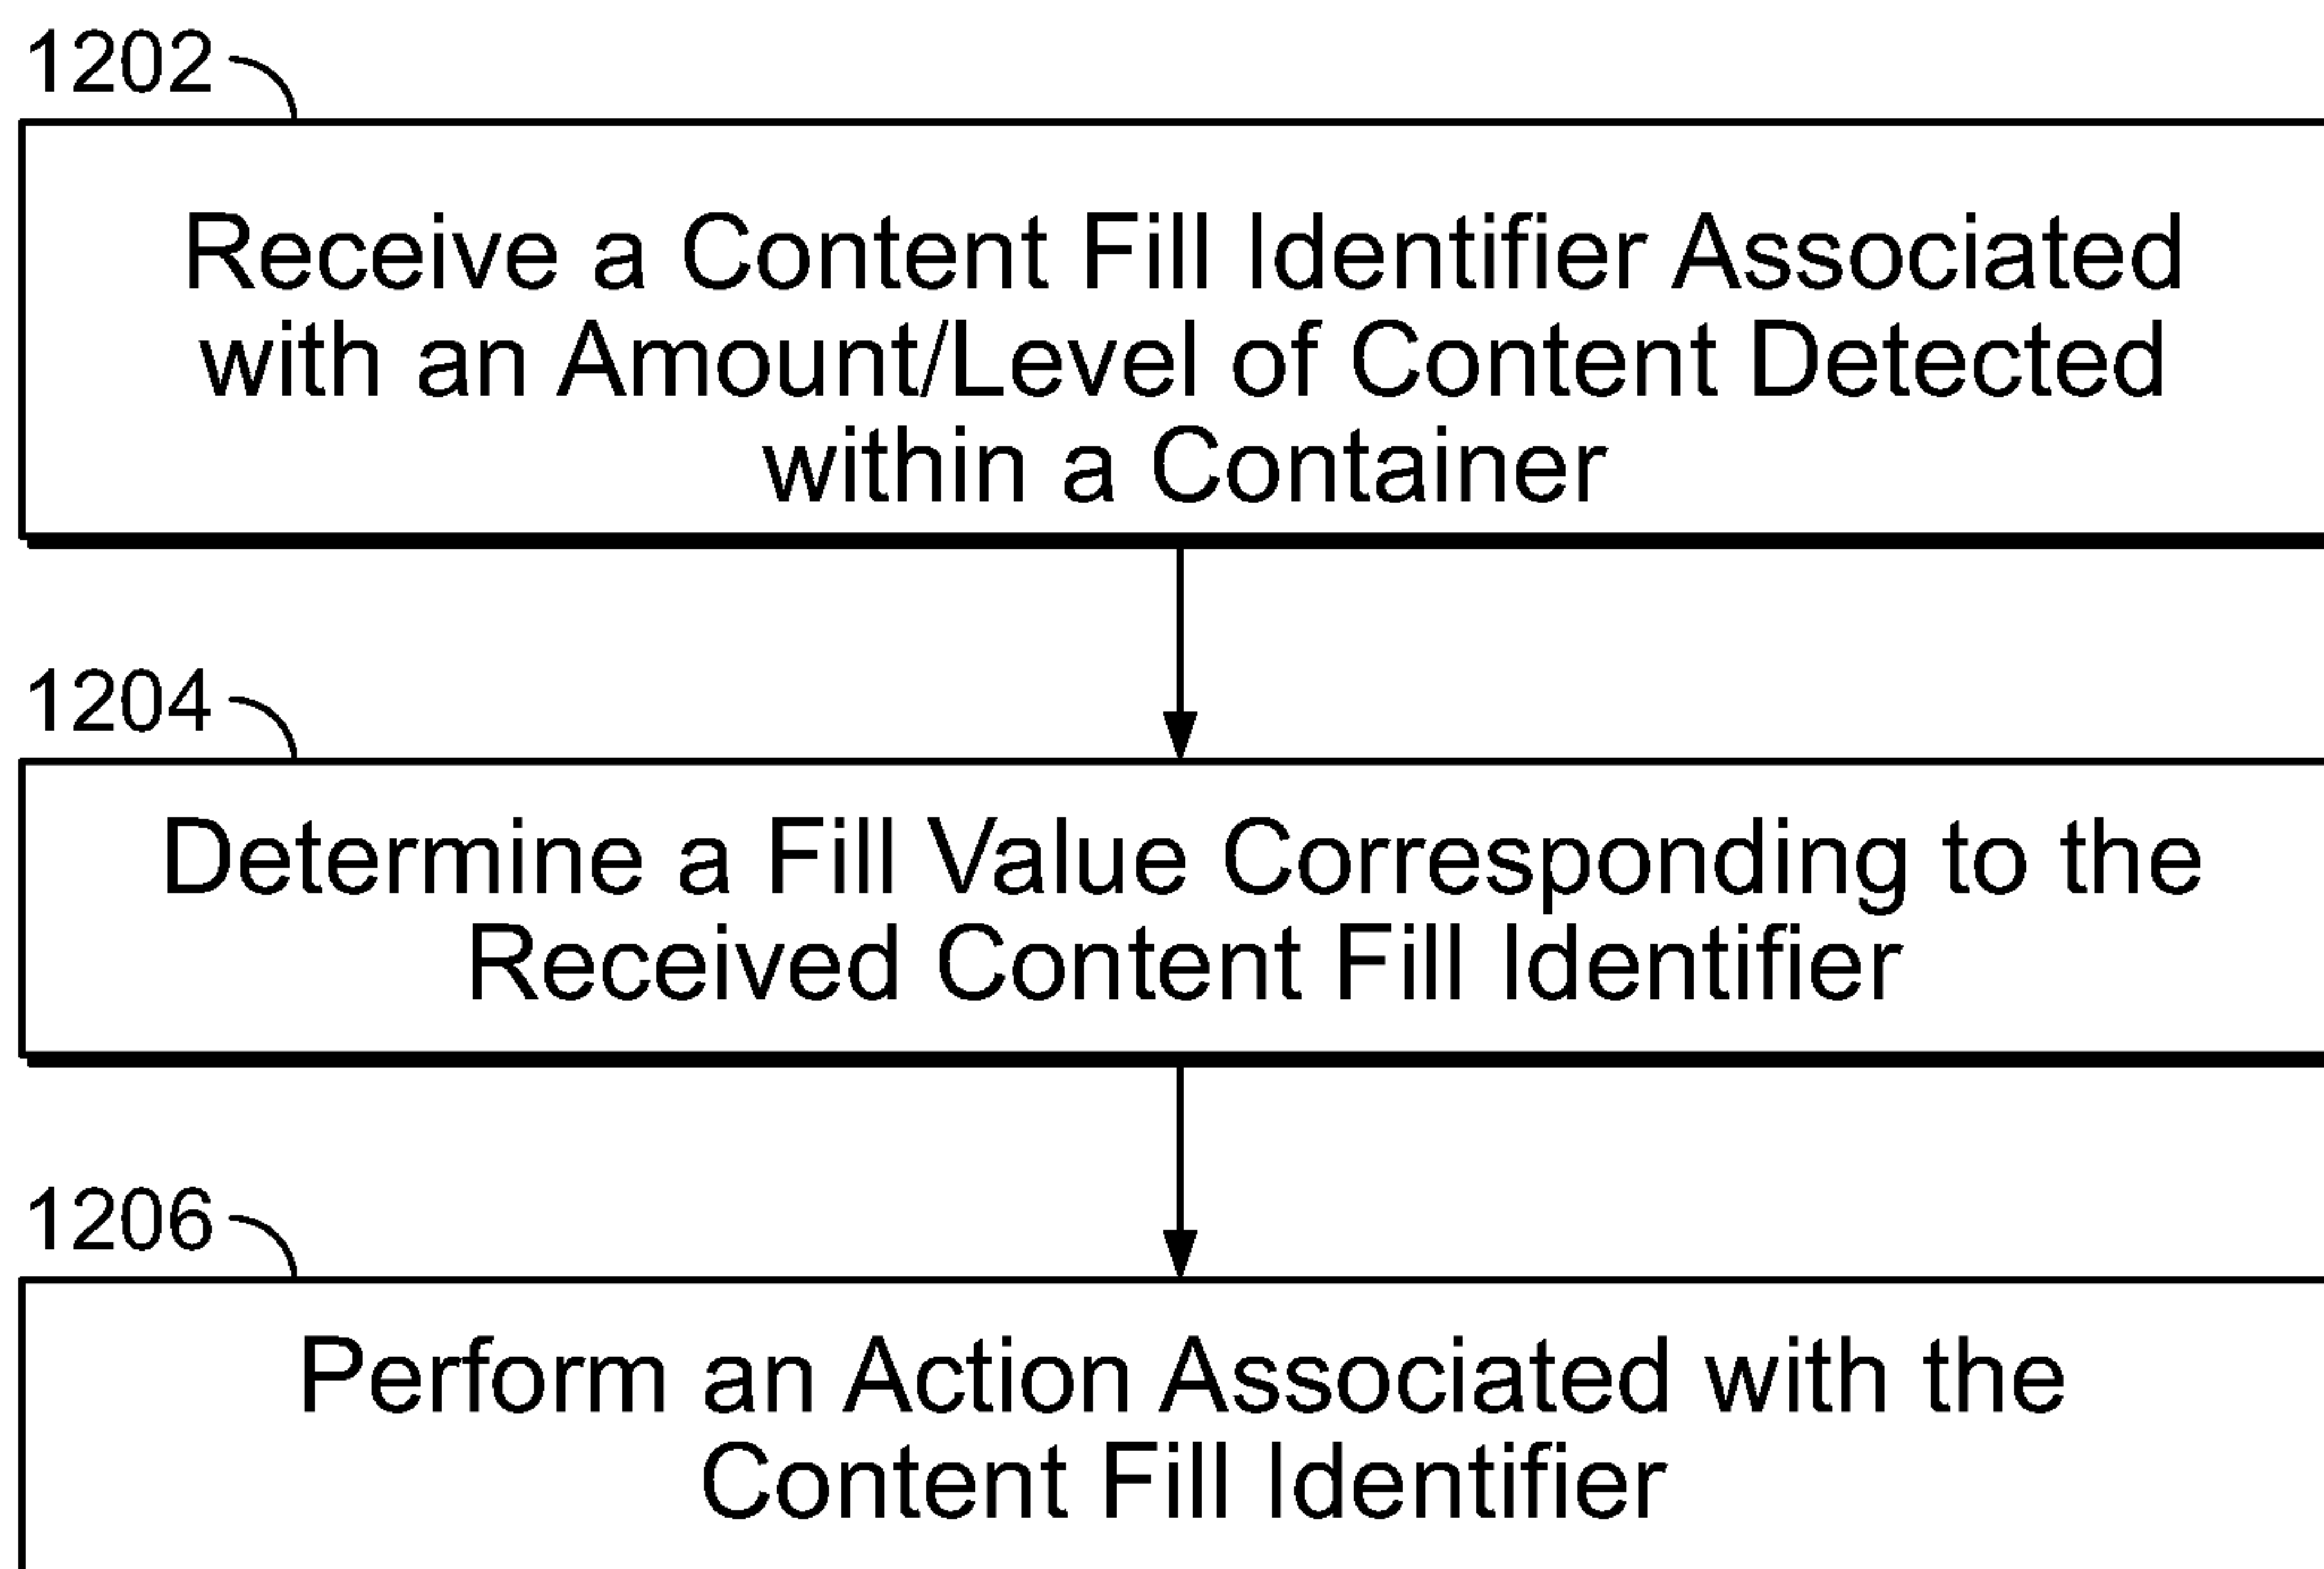 1202
Receive a Content Fill Identifier Associated
with an Amount/Level of Content Detected
within a Container
1204
Determine a Fill Value Corresponding to the
Received Content Fill Identifier
1206
Perform an Action Associated with the
Content Fill Identifier